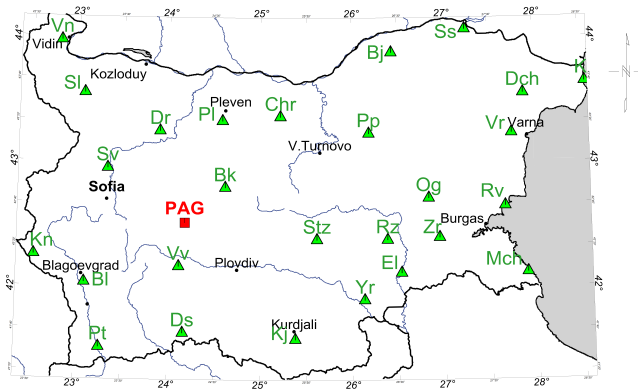 23° 24° 25° 26° 27° 28°
44° 44°
Vn
Vidin
Ss
Bj
Kozloduy
Sl
Dch
K
Pleven
Chr
Dr
Pl
Pp
Vr
Varna
43° 43°
V.Turnovo
Sv
Bk
Sofia
Og
Rv
PAG
Burgas
Stz
Rz
Zr
Kn
Vv
Plovdiv
Blagoevgrad
Bl
El
Mch
42° 42°
Yr
Ds
Kurdjali
Kj
Pt
23° 24° 25° 26° 27° 28°